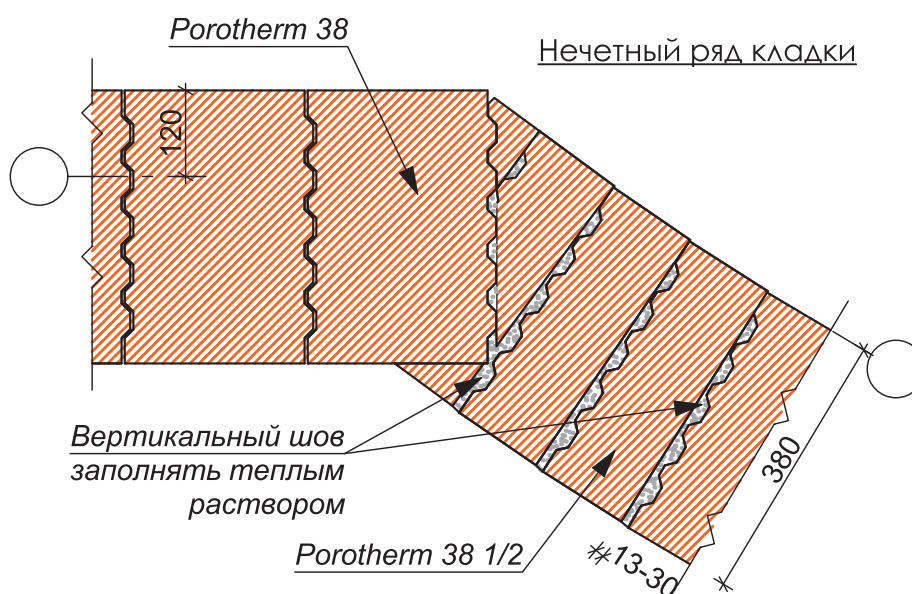 Porotherm 38
Нечетный ряд кладки
120
Вертикальный шов
заполнять теплым
раствором
380
Porotherm 38 1/2
**13-30